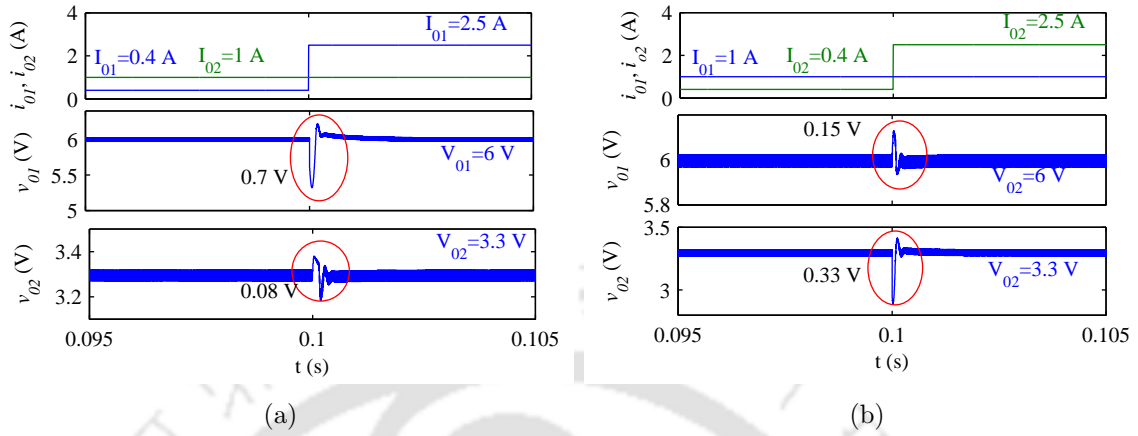 i01, i02 (A)
4
2
0
I01=0.4 A
I02=1 A
I01=2.5 A
v01 (V)
6
5.5
5
0.7 V
V01=6 V
v02 (V)
3.4
3.2
0.08 V
V02=3.3 V
0.095
0.1
0.105
t (s)
(a)
i01, io2 (A)
4
2
0
I01=1 A
I02=0.4 A
I02=2.5 A
v01 (V)
6
5.8
0.15 V
V02=6 V
v02 (V)
3.5
3
0.33 V
V02=3.3 V
0.095
0.1
0.105
t (s)
(b)